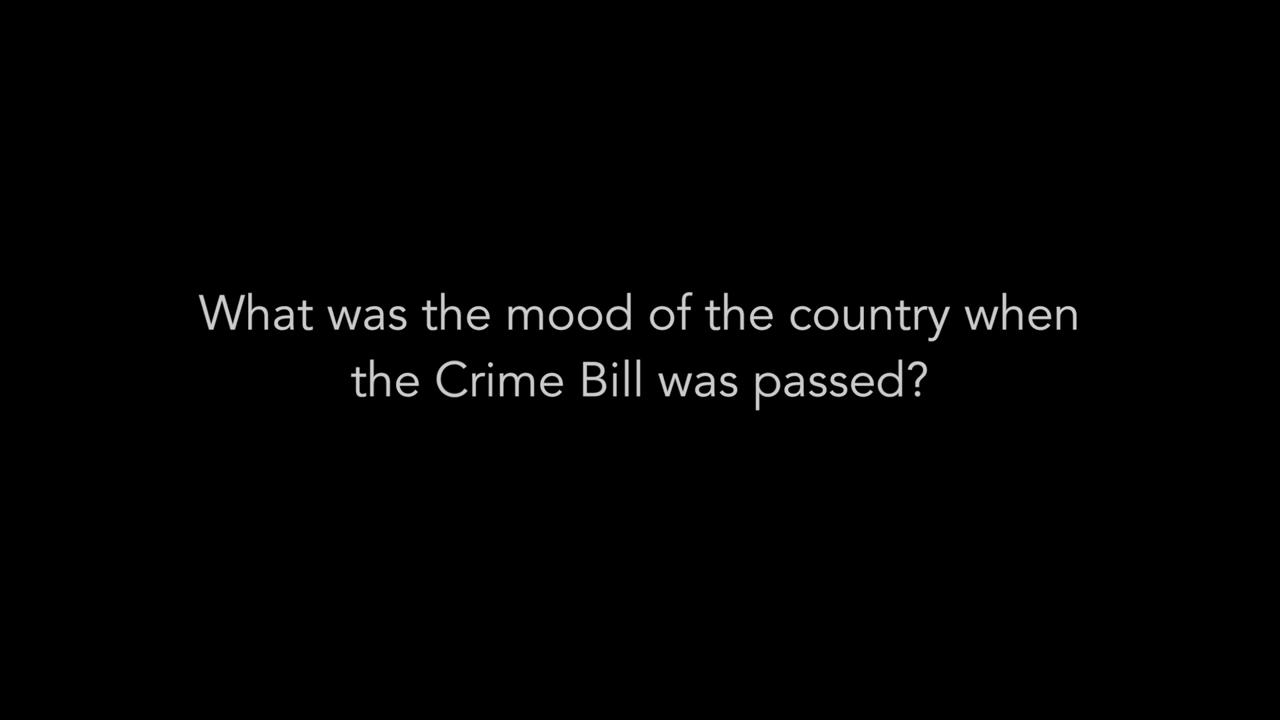 What was the mood of the country when
the Crime Bill was passed?